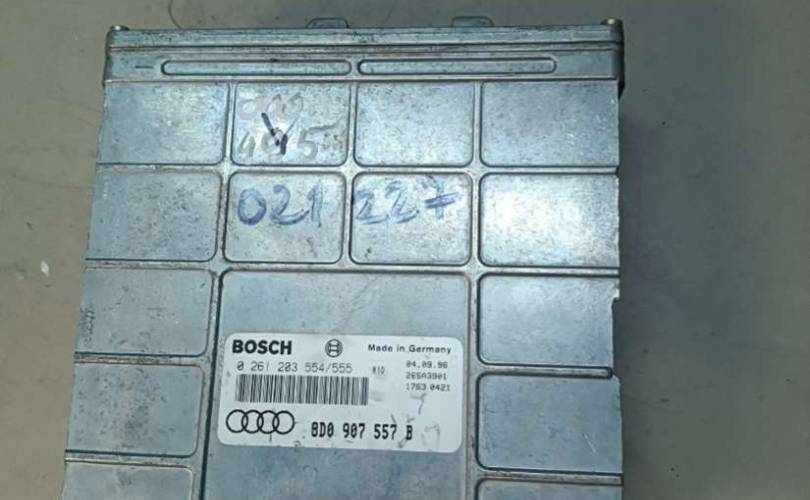 495
021 227
BOSCH Made in Germany
0 261 203 554/555 04.09.96
265A3901
1763 0421
8D0 907 557 B